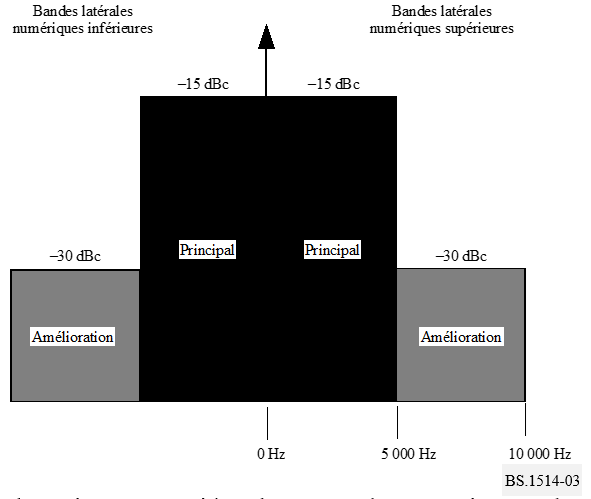 Bandes latérales
numériques inférieures
Bandes latérales
numériques supérieures
–15 dBc
–15 dBc
Principal
Principal
–30 dBc
–30 dBc
Amélioration
Amélioration
0 Hz
5 000 Hz
10 000 Hz
BS.1514-03